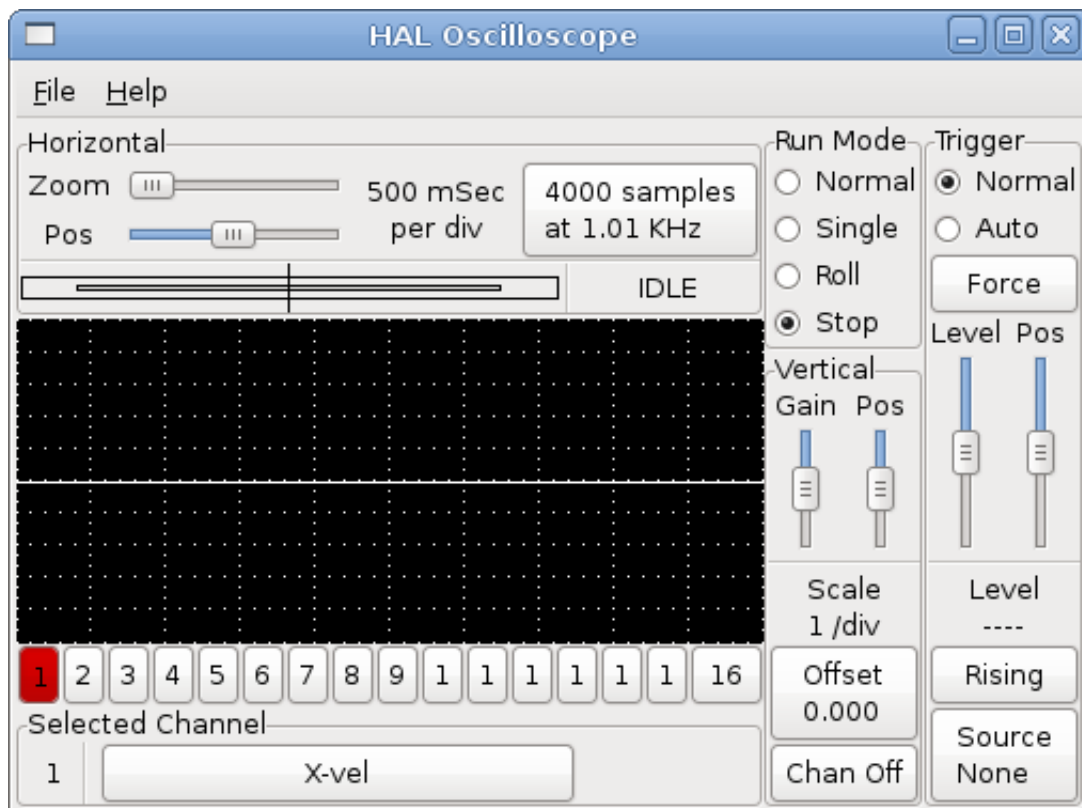 HAL Oscilloscope
File Help
Horizontal
Zoom
Pos
500 mSec
per div
4000 samples
at 1.01 KHz
IDLE
Run Mode
Normal
Single
Roll
Stop
Trigger
Normal
Auto
Force
Level Pos
Vertical
Gain Pos
Scale
1 /div
Offset
0.000
Chan Off
Level
----
Rising
Source
None
1 2 3 4 5 6 7 8 9 1 1 1 1 1 1 16
Selected Channel
1 X-vel